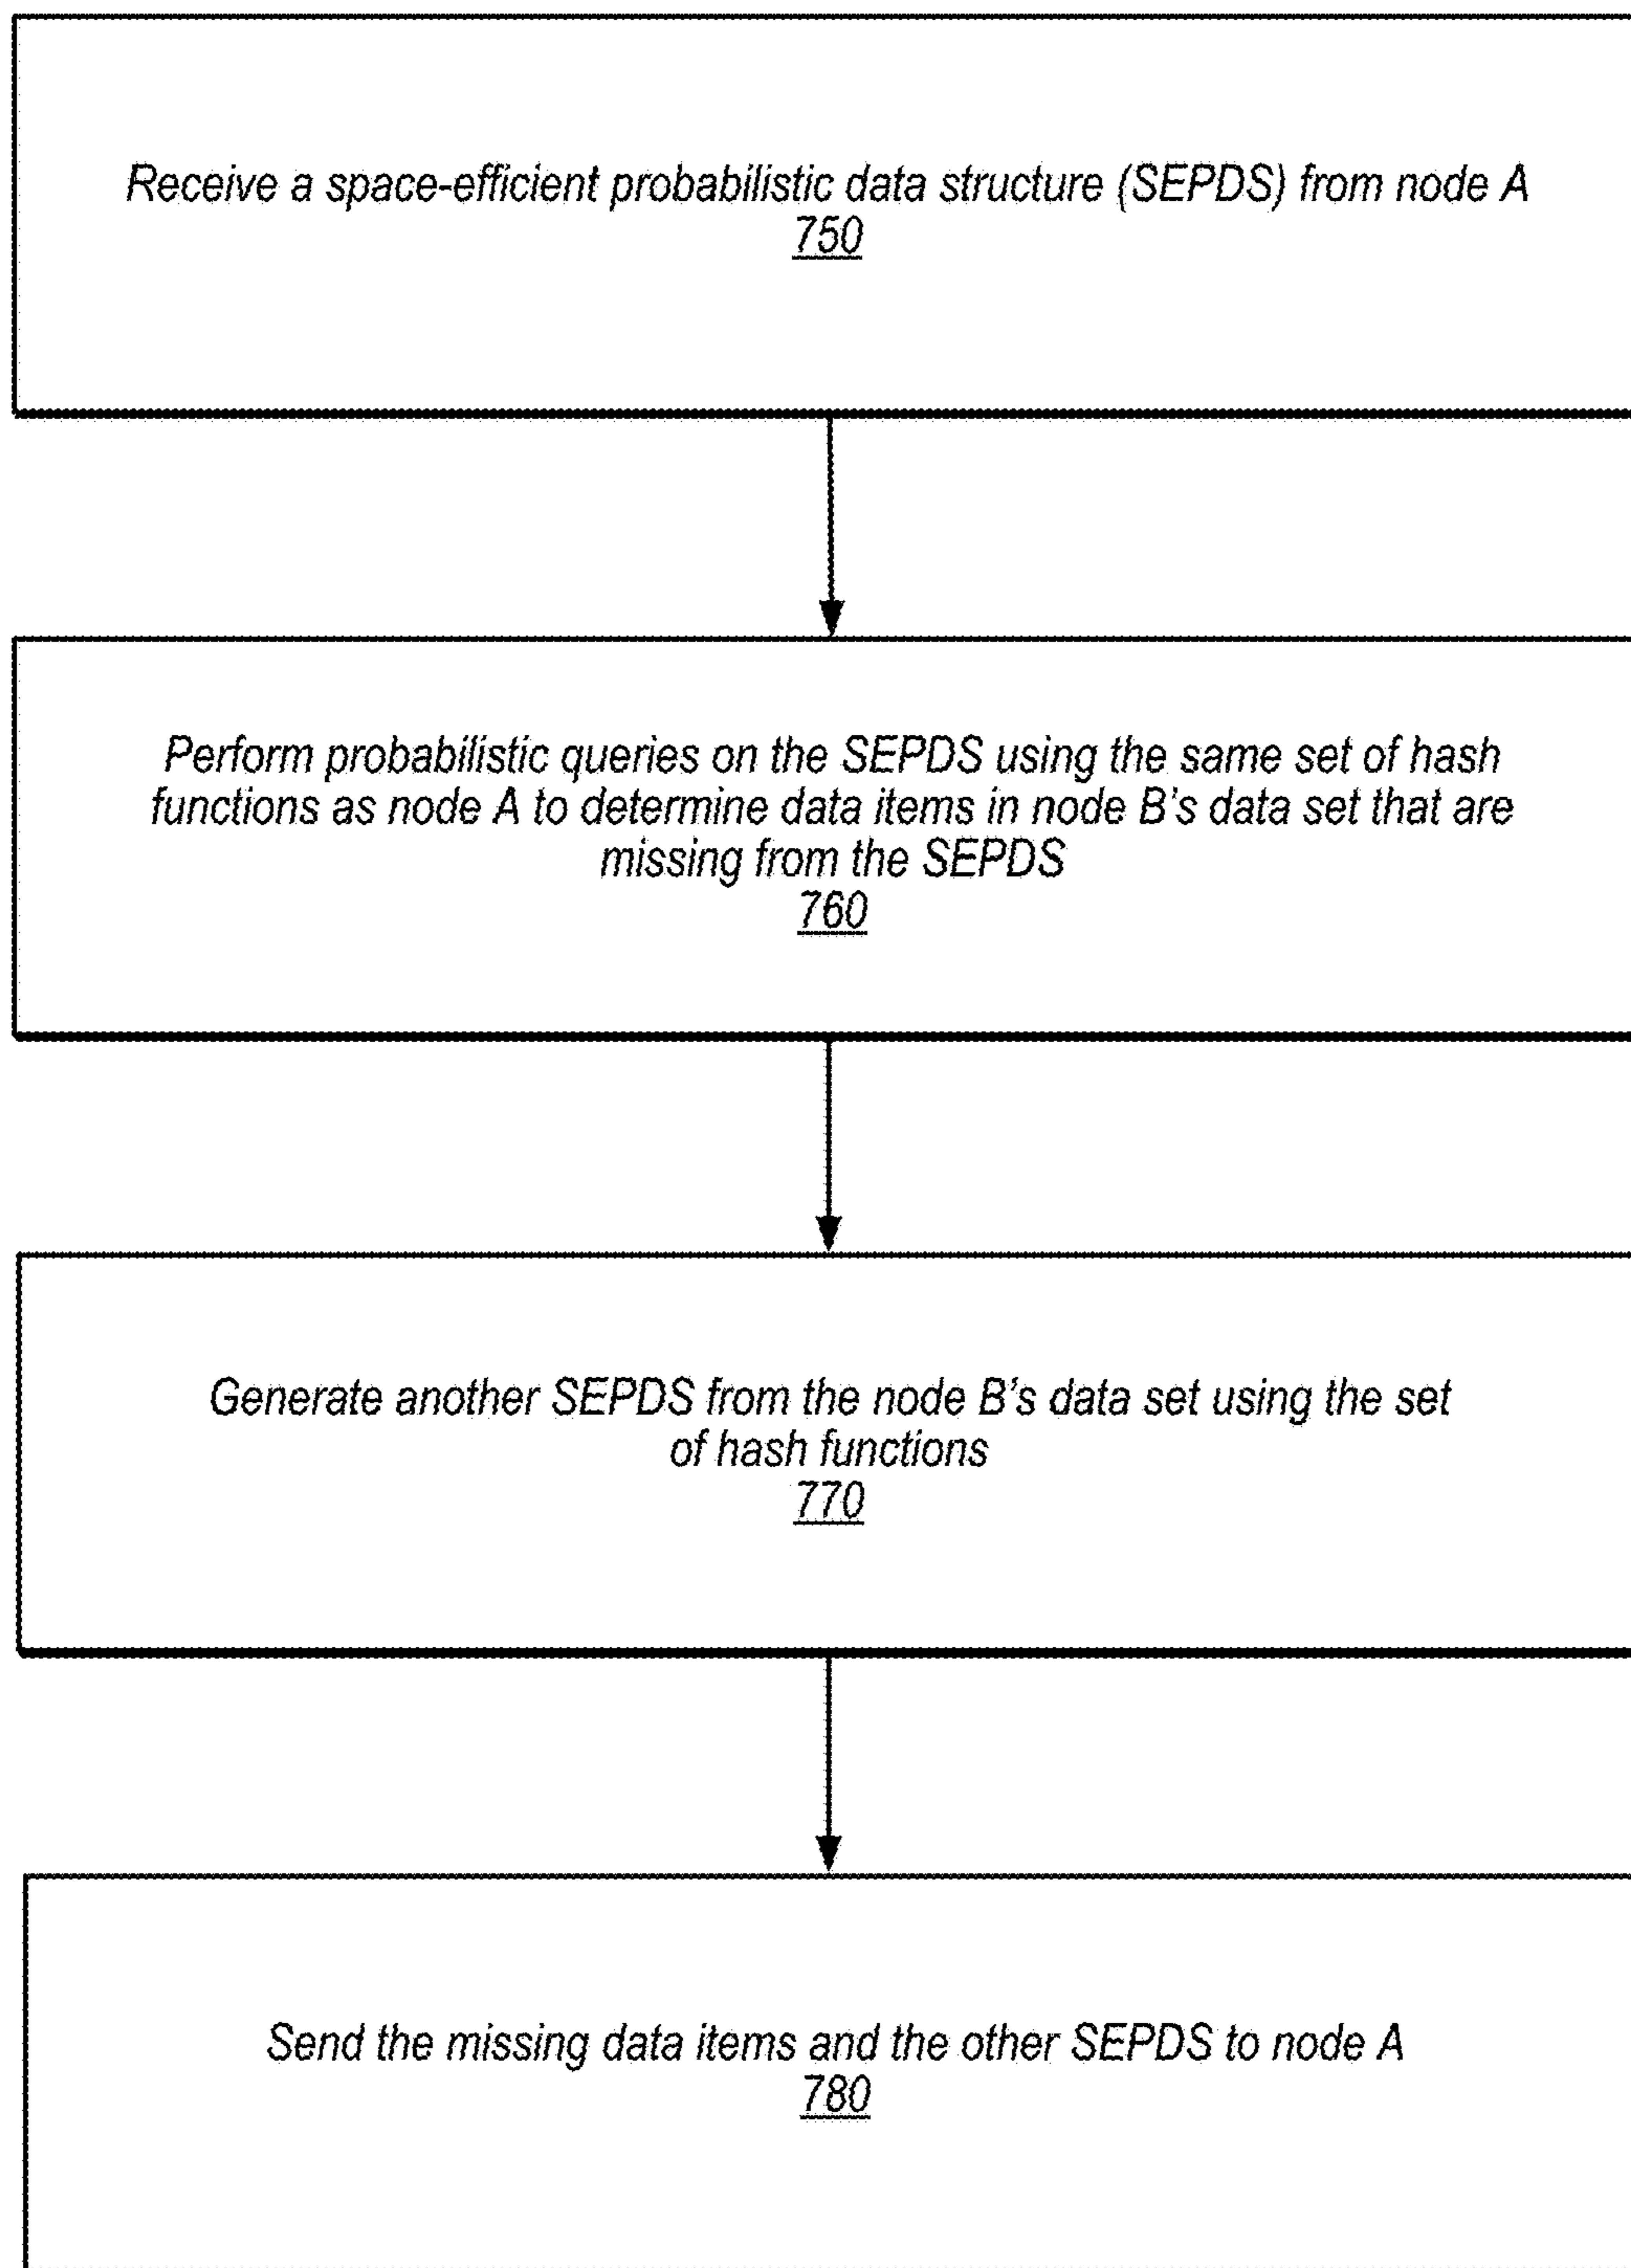 Receive a space-efficient probabilistic data structure (SEPDS) from node A
750
Perform probabilistic queries on the SEPDS using the same set of hash
functions as node A to determine data items in node B's data set that are
missing from the SEPDS
760
Generate another SEPDS from the node B's data set using the set
of hash functions
770
Send the missing data items and the other SEPDS to node A
780